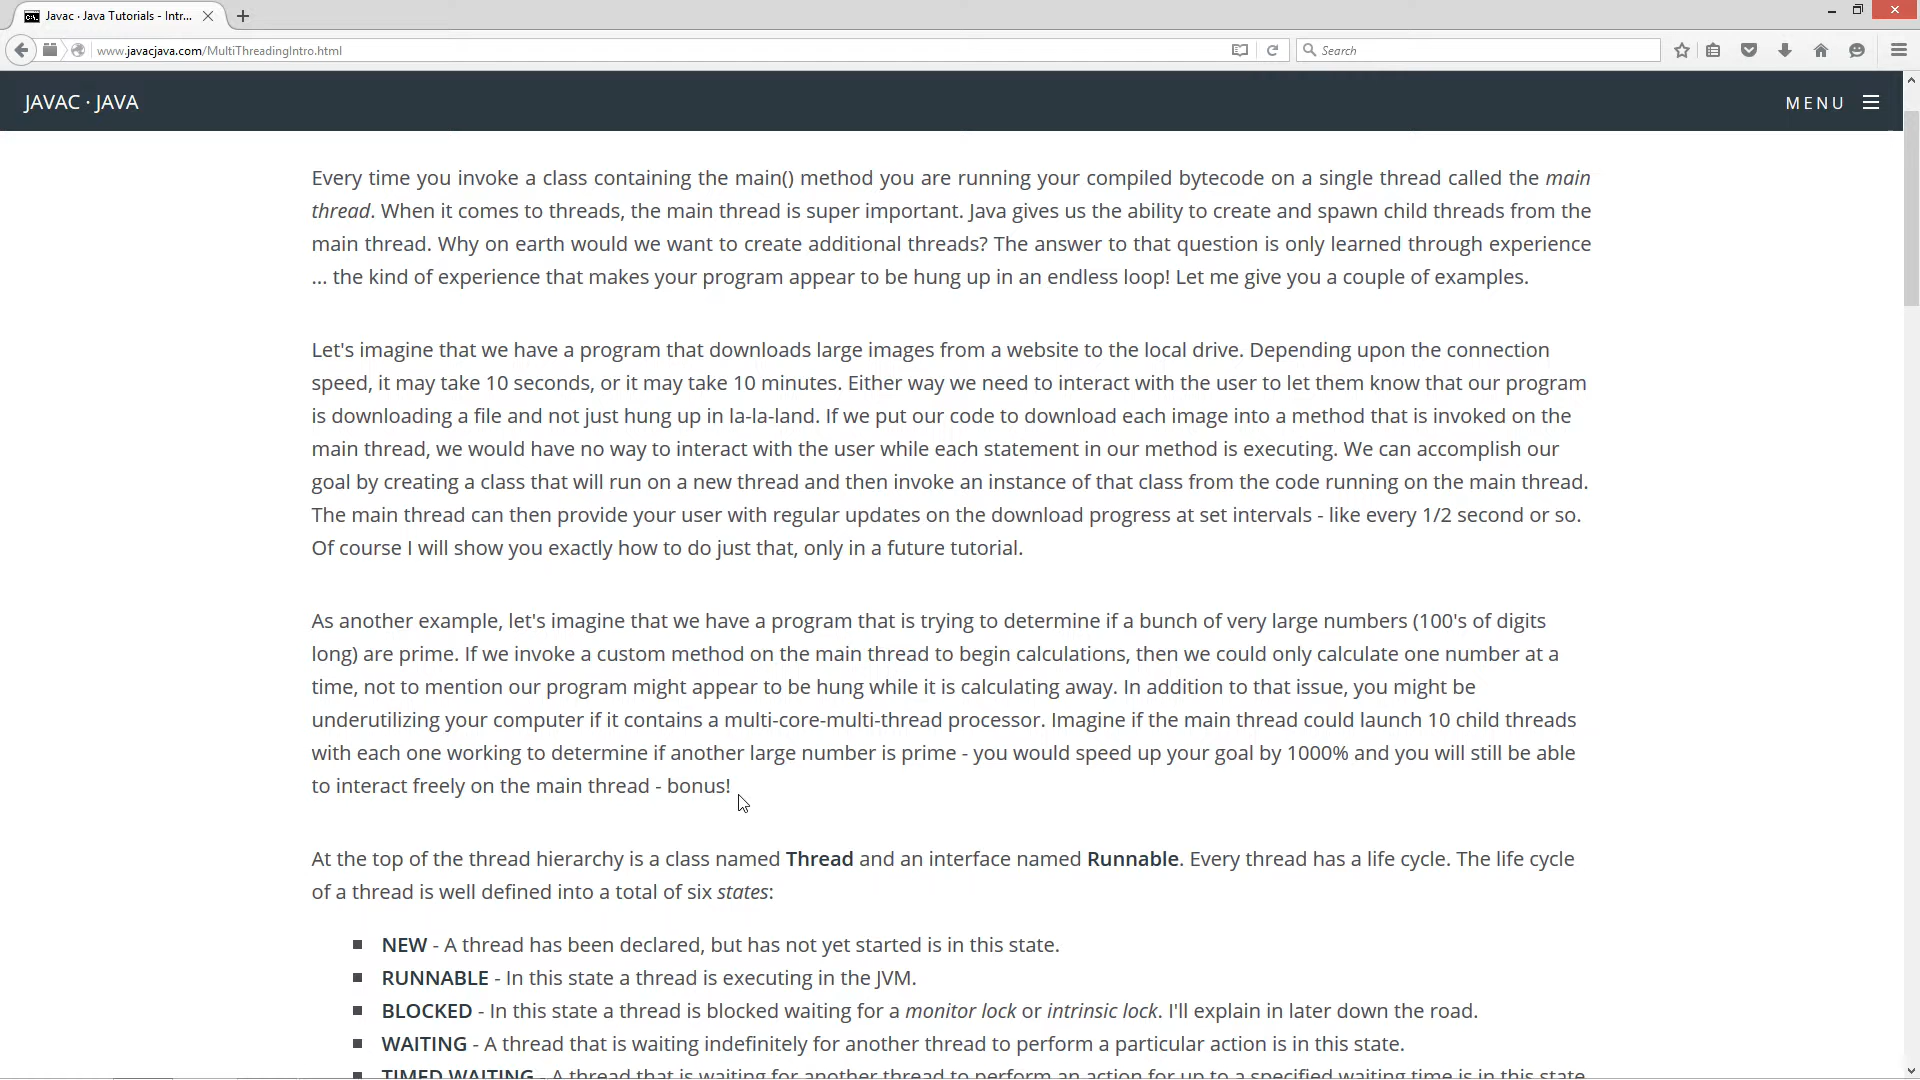 Javac · Java Tutorials - Intr...
www.javacjava.com/MultiThreadingIntro.html
Search
JAVAC · JAVA
MENU
Every time you invoke a class containing the main() method you are running your compiled bytecode on a single thread called the main
thread. When it comes to threads, the main thread is super important. Java gives us the ability to create and spawn child threads from the
main thread. Why on earth would we want to create additional threads? The answer to that question is only learned through experience
... the kind of experience that makes your program appear to be hung up in an endless loop! Let me give you a couple of examples.
Let's imagine that we have a program that downloads large images from a website to the local drive. Depending upon the connection
speed, it may take 10 seconds, or it may take 10 minutes. Either way we need to interact with the user to let them know that our program
is downloading a file and not just hung up in la-la-land. If we put our code to download each image into a method that is invoked on the
main thread, we would have no way to interact with the user while each statement in our method is executing. We can accomplish our
goal by creating a class that will run on a new thread and then invoke an instance of that class from the code running on the main thread.
The main thread can then provide your user with regular updates on the download progress at set intervals - like every 1/2 second or so.
Of course I will show you exactly how to do just that, only in a future tutorial.
As another example, let's imagine that we have a program that is trying to determine if a bunch of very large numbers (100's of digits
long) are prime. If we invoke a custom method on the main thread to begin calculations, then we could only calculate one number at a
time, not to mention our program might appear to be hung while it is calculating away. In addition to that issue, you might be
underutilizing your computer if it contains a multi-core-multi-thread processor. Imagine if the main thread could launch 10 child threads
with each one working to determine if another large number is prime - you would speed up your goal by 1000% and you will still be able
to interact freely on the main thread - bonus!
At the top of the thread hierarchy is a class named Thread and an interface named Runnable. Every thread has a life cycle. The life cycle
of a thread is well defined into a total of six states:
NEW - A thread has been declared, but has not yet started is in this state.
RUNNABLE - In this state a thread is executing in the JVM.
BLOCKED - In this state a thread is blocked waiting for a monitor lock or intrinsic lock. I'll explain in later down the road.
WAITING - A thread that is waiting indefinitely for another thread to perform a particular action is in this state.
TIMED WAITING - A thread that is waiting for another thread to perform an action for up to a specified waiting time is in this state